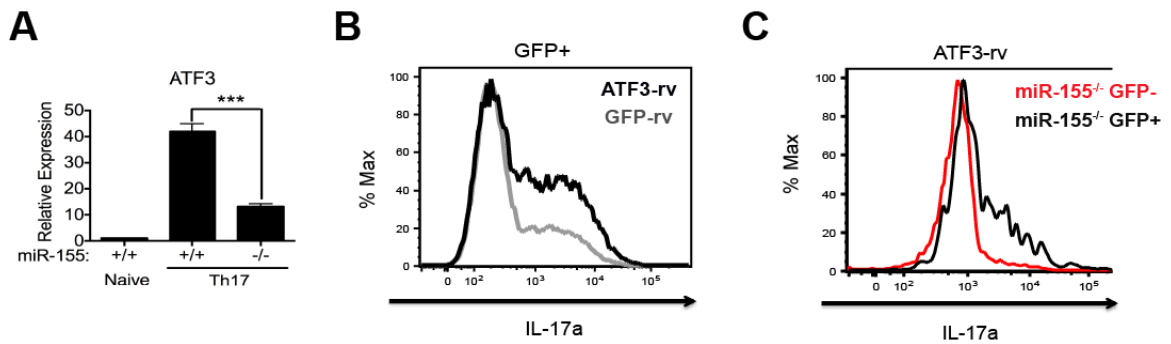 A
ATF3
***
Relative Expression
50
40
30
20
10
0
miR-155: +/+ +/+ -/-
Naive Th17
B
GFP+
ATF3-rv
GFP-rv
% Max
100
80
60
40
20
0
0 10² 10³ 10⁴ 10⁵
IL-17a
C
ATF3-rv
miR-155-/- GFP-
miR-155-/- GFP+
% Max
100
80
60
40
20
0
0 10² 10³ 10⁴ 10⁵
IL-17a